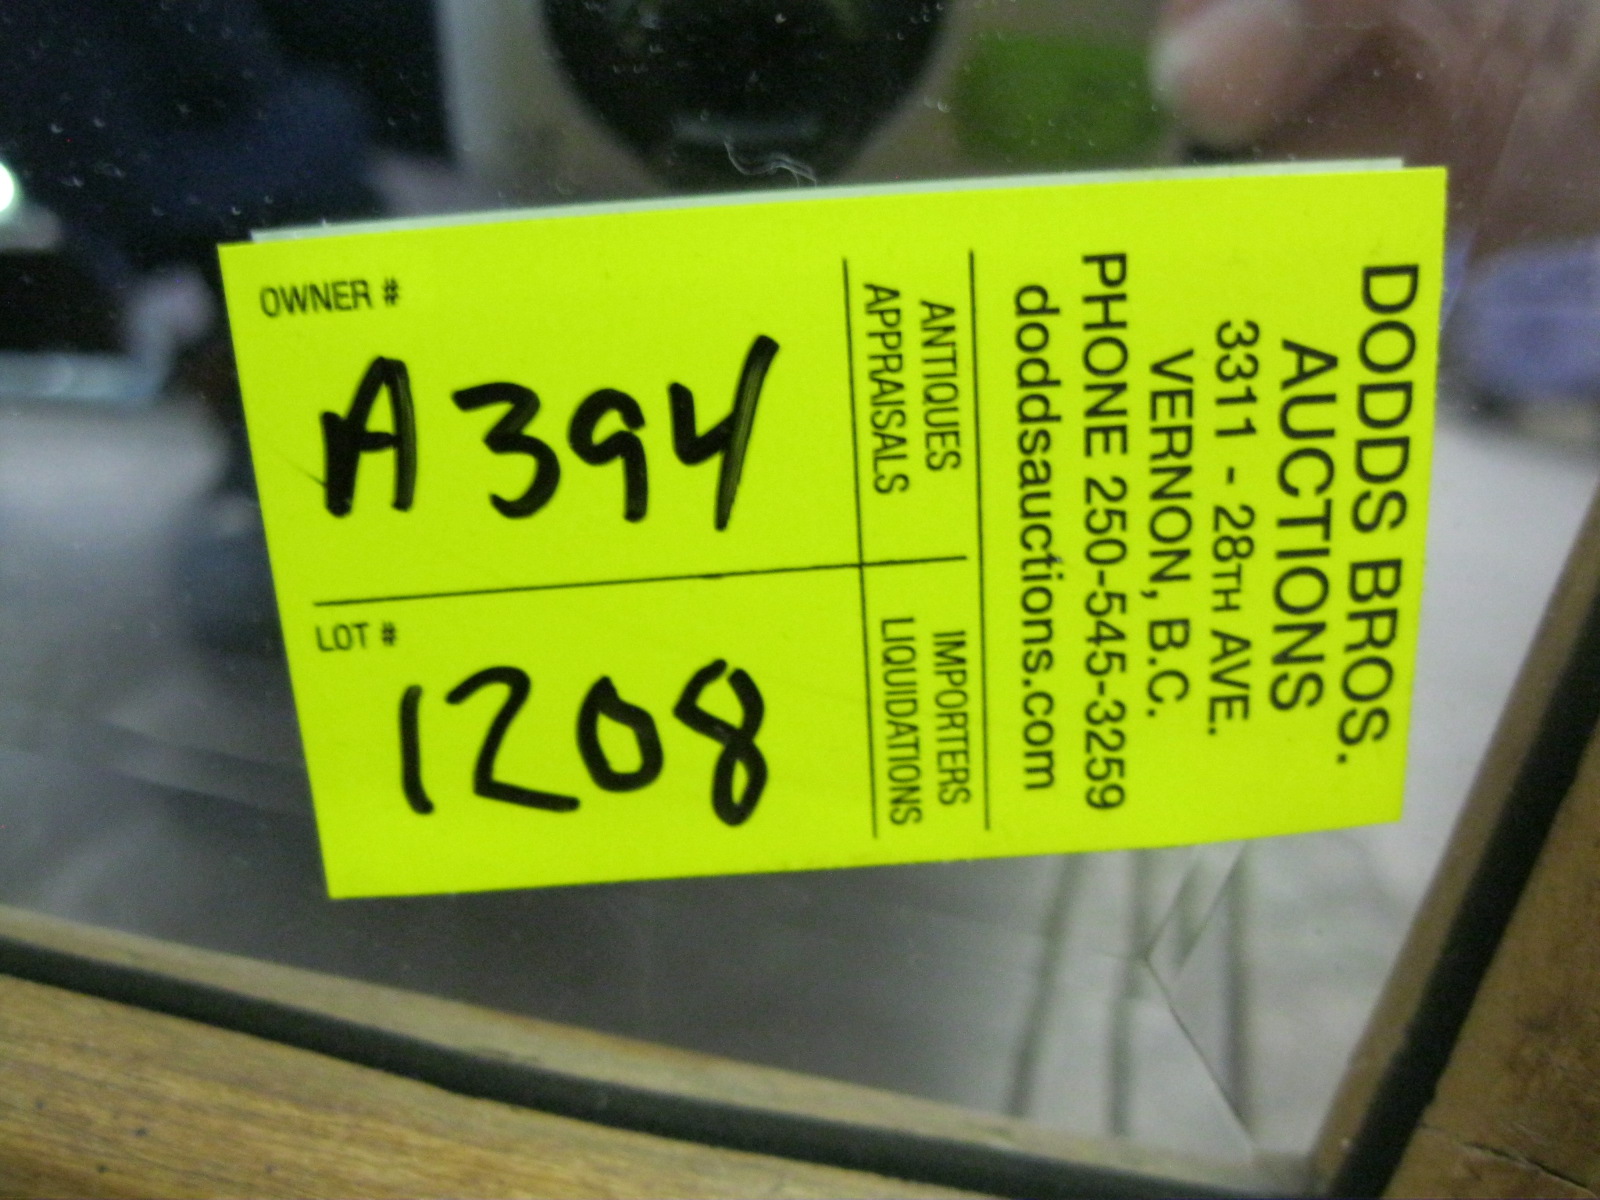 DODDS BROS.
AUCTIONS
3311 - 28TH AVE.
VERNON, B.C.
PHONE 250-545-3259
doddsauctions.com
ANTIQUES
APPRAISALS
IMPORTERS
LIQUIDATIONS
OWNER #
A394
LOT #
1208